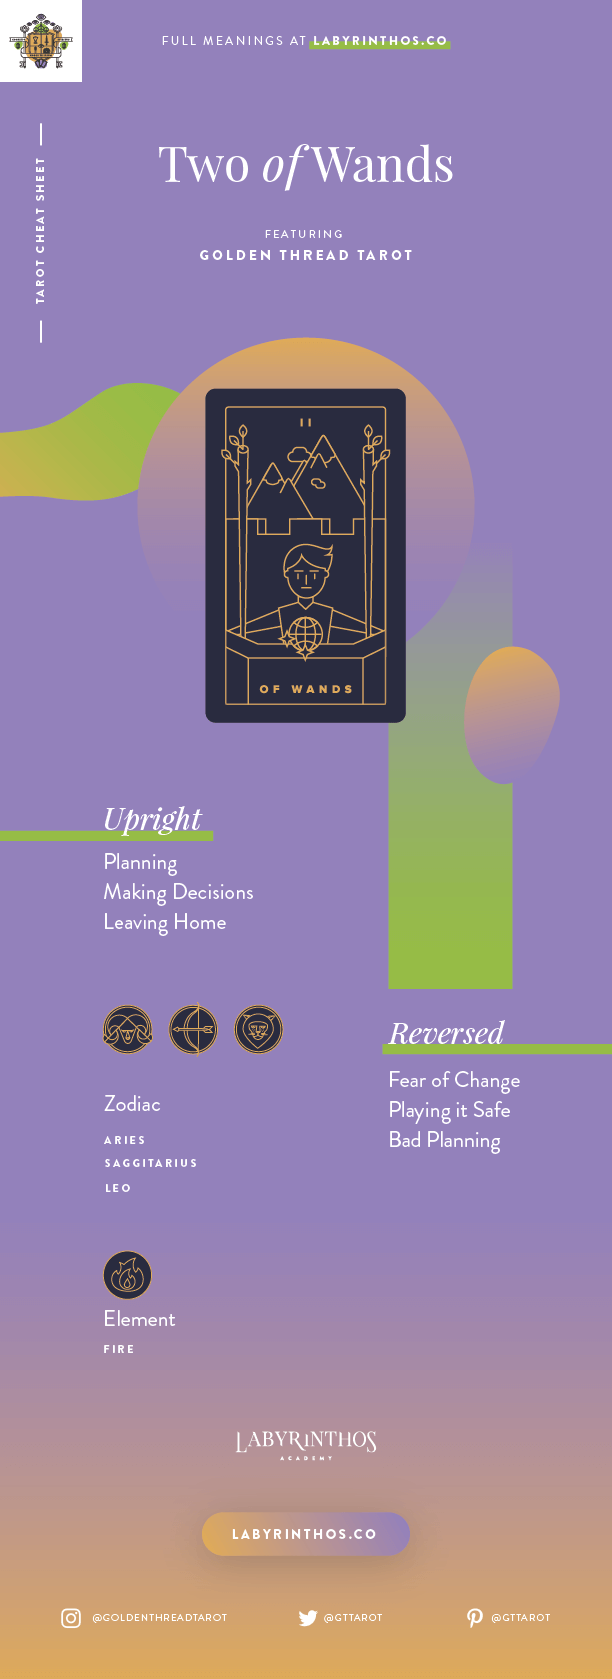 FULL MEANINGS AT LABYRINTHOS.CO
TAROT CHEAT SHEET
Two of Wands
FEATURING
GOLDEN THREAD TAROT
II
OF WANDS
Upright
Planning
Making Decisions
Leaving Home
Zodiac
ARIES
SAGGITARIUS
LEO
Element
FIRE
Reversed
Fear of Change
Playing it Safe
Bad Planning
LABYRINTHOS
ACADEMY
LABYRINTHOS.CO
@GOLDENTHREADTAROT
@GTTAROT
@GTTAROT